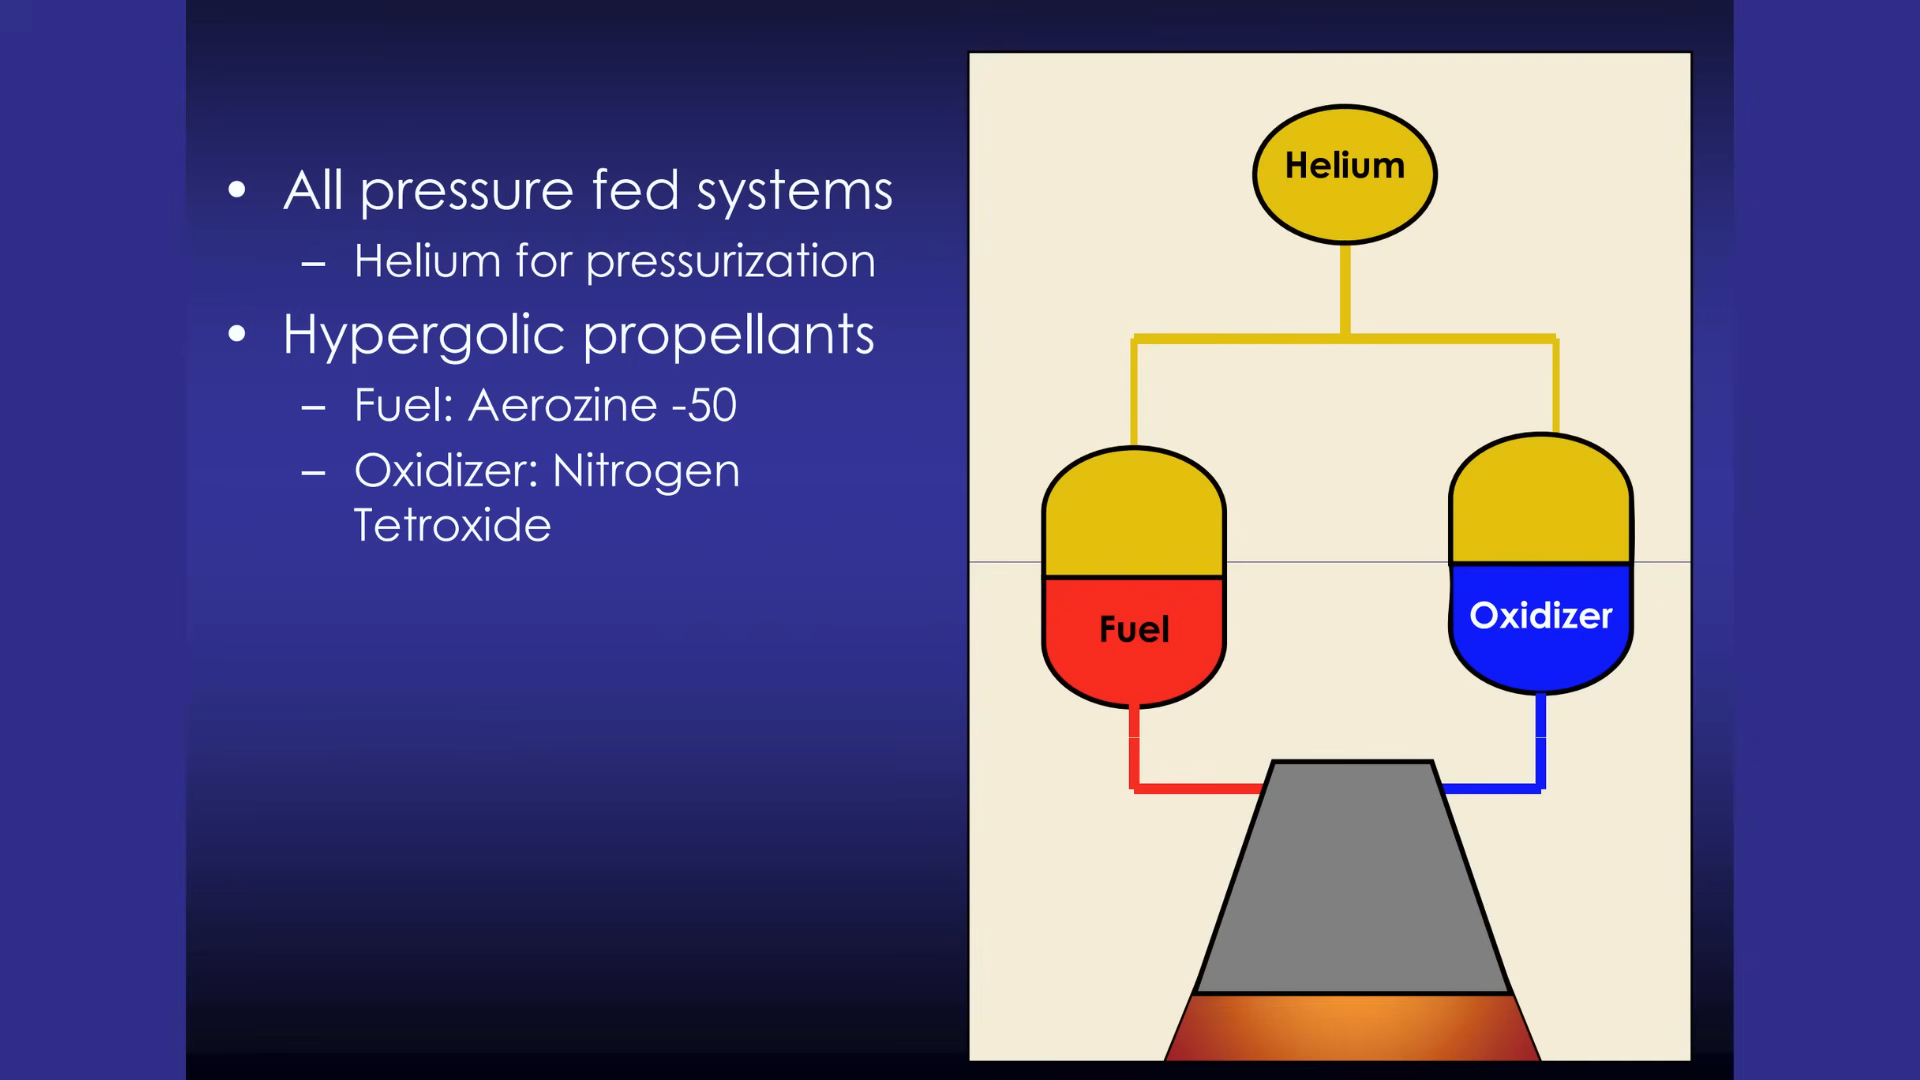 • All pressure fed systems
– Helium for pressurization
• Hypergolic propellants
– Fuel: Aerozine -50
– Oxidizer: Nitrogen
Tetroxide
Helium
Fuel
Oxidizer